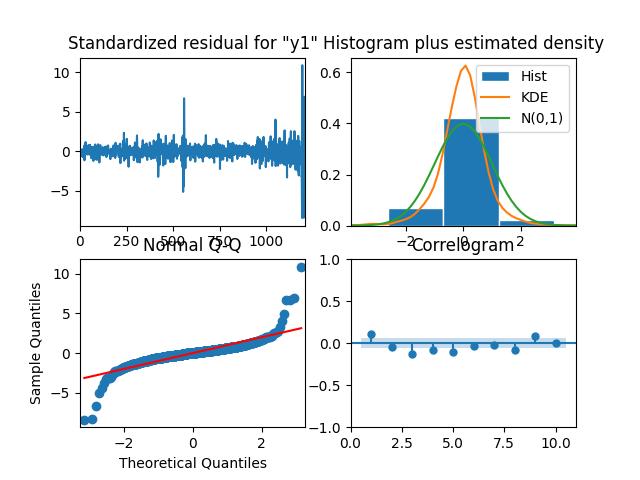 Standardized residual for "y1"
10
5
0
−5
0 250 500 750 1000
Histogram plus estimated density
0.6
0.4
0.2
0.0
−2 0 2
Hist
KDE
N(0,1)
Normal Q-Q
Sample Quantiles
10
5
0
−5
−2 0 2
Theoretical Quantiles
Correlogram
1.0
0.5
0.0
−0.5
−1.0
0.0 2.5 5.0 7.5 10.0